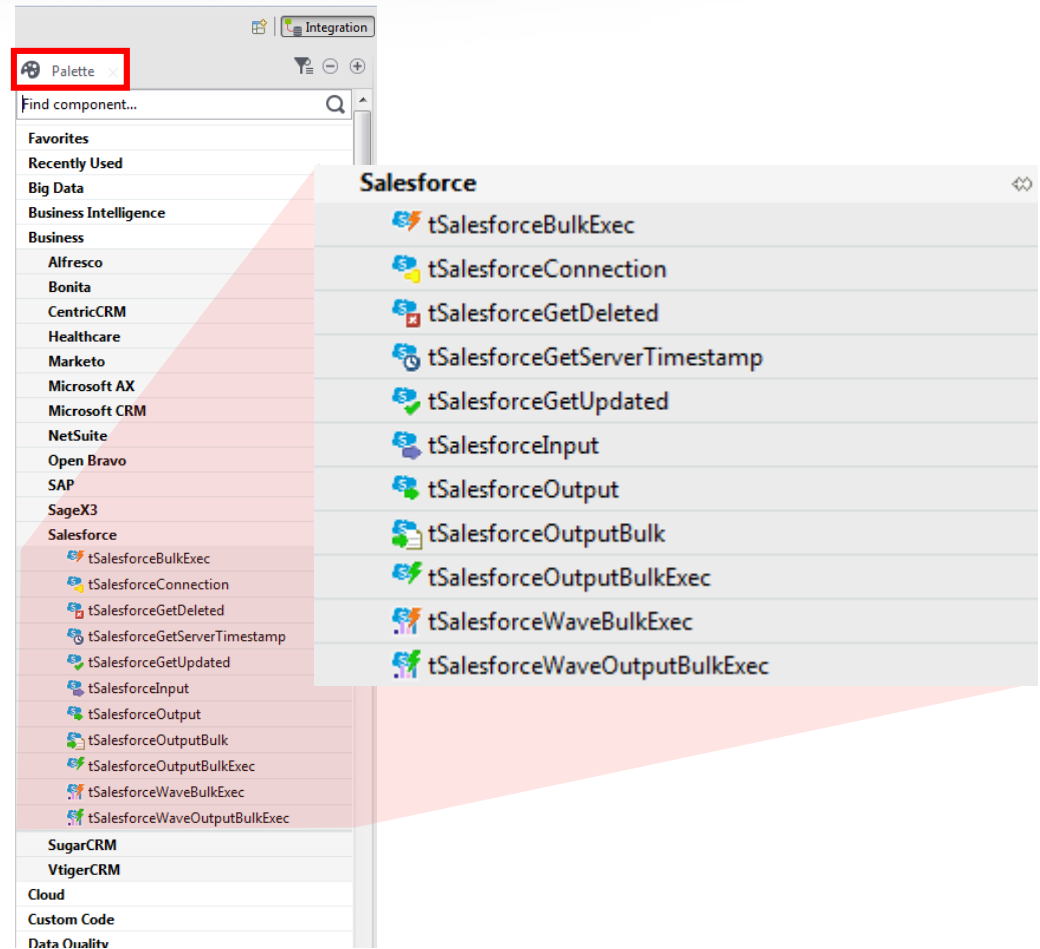 Integration
Palette
Find component...
Favorites
Recently Used
Big Data
Business Intelligence
Business
Alfresco
Bonita
CentricCRM
Healthcare
Marketo
Microsoft AX
Microsoft CRM
NetSuite
Open Bravo
SAP
SageX3
Salesforce
tSalesforceBulkExec
tSalesforceConnection
tSalesforceGetDeleted
tSalesforceGetServerTimestamp
tSalesforceGetUpdated
tSalesforceInput
tSalesforceOutput
tSalesforceOutputBulk
tSalesforceOutputBulkExec
tSalesforceWaveBulkExec
tSalesforceWaveOutputBulkExec
SugarCRM
VtigerCRM
Cloud
Custom Code
Data Quality
Salesforce
tSalesforceBulkExec
tSalesforceConnection
tSalesforceGetDeleted
tSalesforceGetServerTimestamp
tSalesforceGetUpdated
tSalesforceInput
tSalesforceOutput
tSalesforceOutputBulk
tSalesforceOutputBulkExec
tSalesforceWaveBulkExec
tSalesforceWaveOutputBulkExec